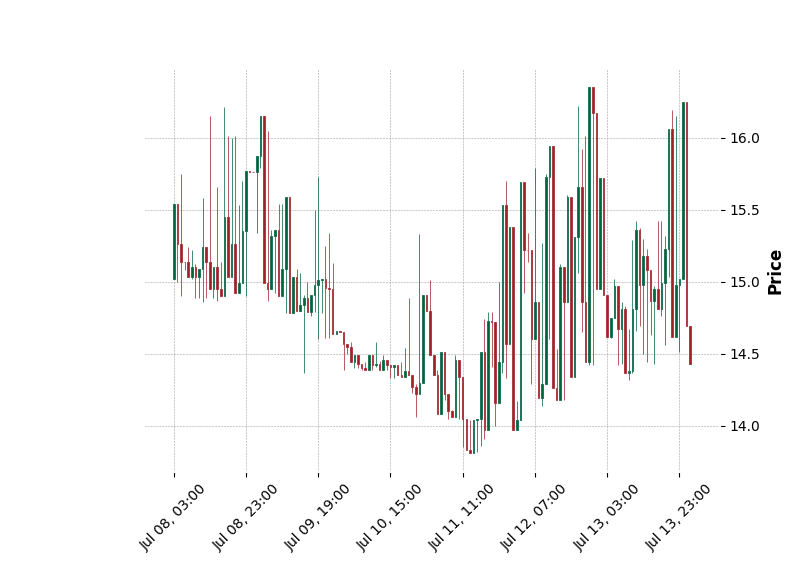 16.0
15.5
15.0
14.5
14.0
Price
Jul 08, 03:00
Jul 08, 23:00
Jul 09, 19:00
Jul 10, 15:00
Jul 11, 11:00
Jul 12, 07:00
Jul 13, 03:00
Jul 13, 23:00